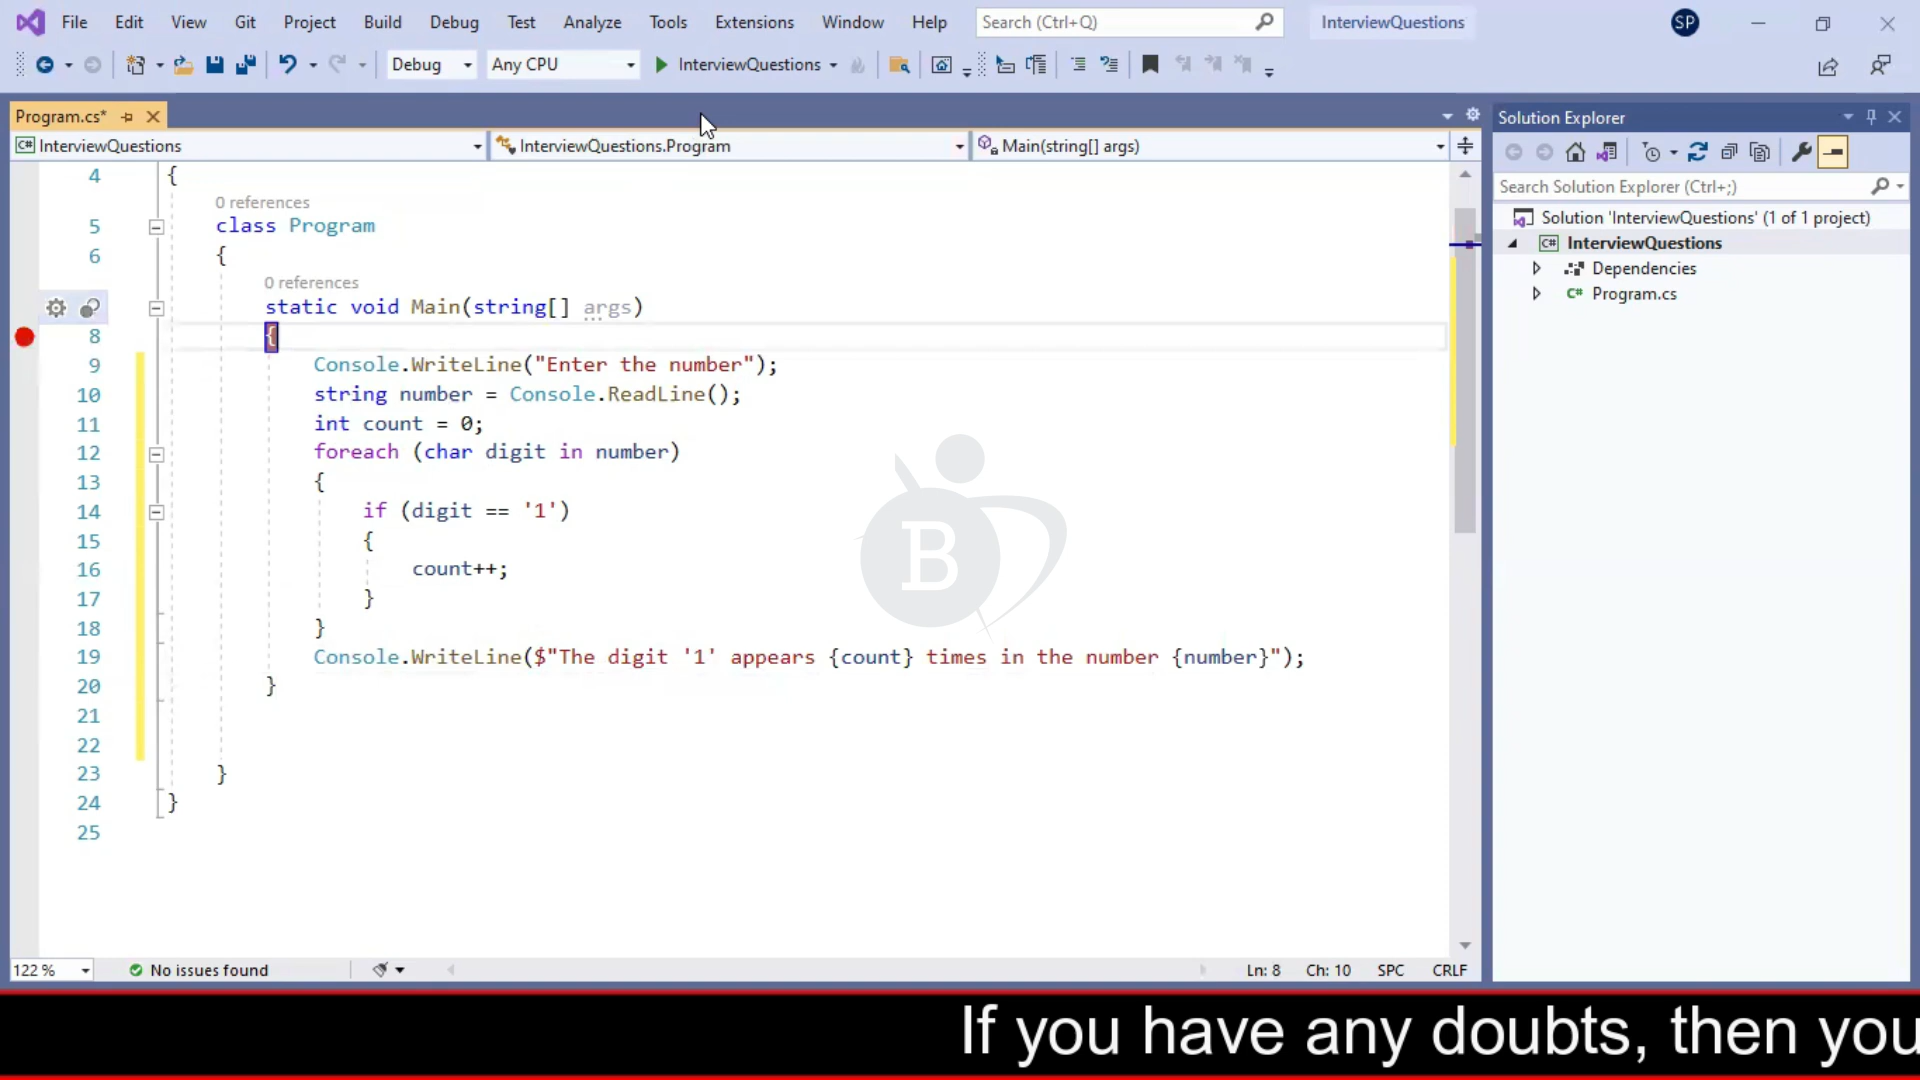 File Edit View Git Project Build Debug Test Analyze Tools Extensions Window Help Search (Ctrl+Q) InterviewQuestions SP
Debug Any CPU InterviewQuestions
Program.cs*
InterviewQuestions InterviewQuestions.Program Main(string[] args)
4 {
0 references
5 class Program
6 {
0 references
static void Main(string[] args)
8 {
9 Console.WriteLine("Enter the number");
10 string number = Console.ReadLine();
11 int count = 0;
12 foreach (char digit in number)
13 {
14 if (digit == '1')
15 {
16 count++;
17 }
18 }
19 Console.WriteLine($"The digit '1' appears {count} times in the number {number}");
20 }
21
22
23 }
24 }
25
B
122 % No issues found Ln: 8 Ch: 10 SPC CRLF
Solution Explorer
Search Solution Explorer (Ctrl+;)
Solution 'InterviewQuestions' (1 of 1 project)
C# InterviewQuestions
Dependencies
C# Program.cs
If you have any doubts, then you